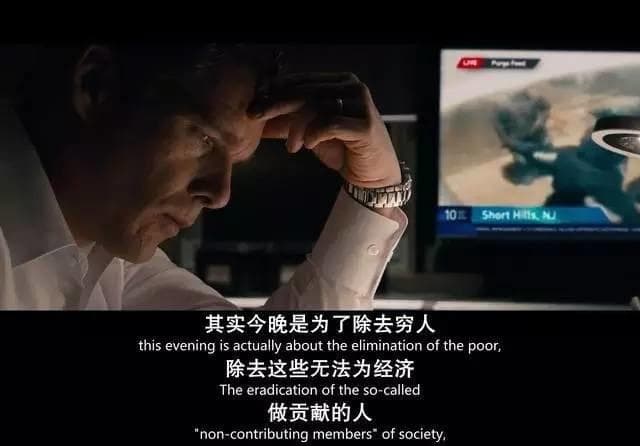 LIVE
Purge Feed
10
Short Hills, NJ
其实今晚是为了除去穷人
this evening is actually about the elimination of the poor,
除去这些无法为经济
The eradication of the so-called
做贡献的人
"non-contributing members" of society,